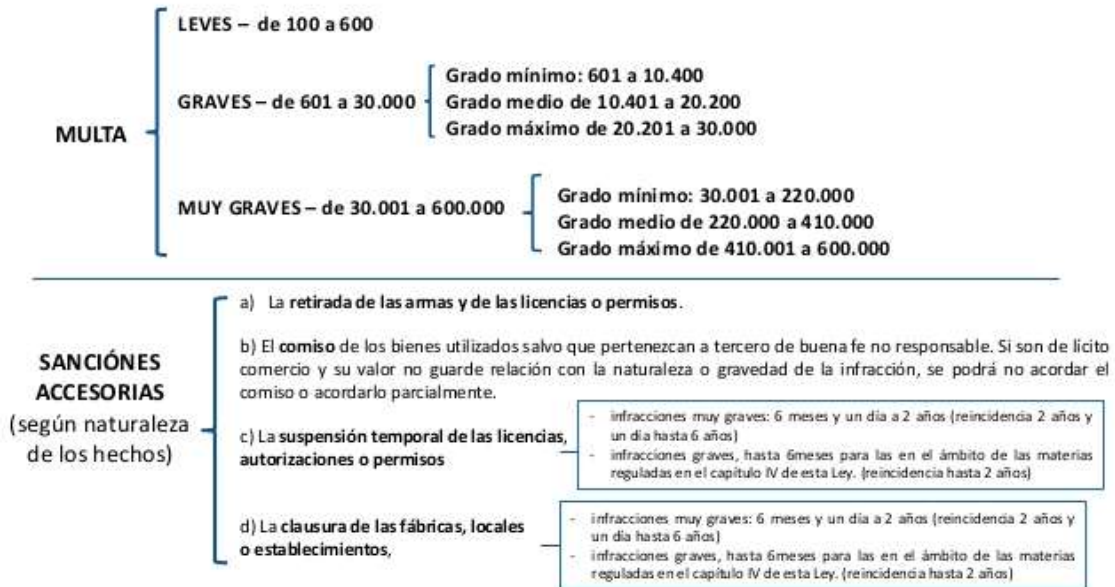 MULTA
LEVES – de 100 a 600
GRAVES – de 601 a 30.000
Grado mínimo: 601 a 10.400
Grado medio de 10.401 a 20.200
Grado máximo de 20.201 a 30.000
MUY GRAVES – de 30.001 a 600.000
Grado mínimo: 30.001 a 220.000
Grado medio de 220.000 a 410.000
Grado máximo de 410.001 a 600.000
SANCIÓNES
ACCESORIAS
(según naturaleza
de los hechos)
a) La retirada de las armas y de las licencias o permisos.
b) El comiso de los bienes utilizados salvo que pertenezcan a tercero de buena fe no responsable. Si son de lícito
comercio y su valor no guarde relación con la naturaleza o gravedad de la infracción, se podrá no acordar el
comiso o acordarlo parcialmente.
c) La suspensión temporal de las licencias,
autorizaciones o permisos
- infracciones muy graves: 6 meses y un día a 2 años (reincidencia 2 años y
un día hasta 6 años)
- infracciones graves, hasta 6meses para las en el ámbito de las materias
reguladas en el capítulo IV de esta Ley. (reincidencia hasta 2 años)
d) La clausura de las fábricas, locales
o establecimientos,
- infracciones muy graves: 6 meses y un día a 2 años (reincidencia 2 años y
un día hasta 6 años)
- infracciones graves, hasta 6meses para las en el ámbito de las materias
reguladas en el capítulo IV de esta Ley. (reincidencia hasta 2 años)